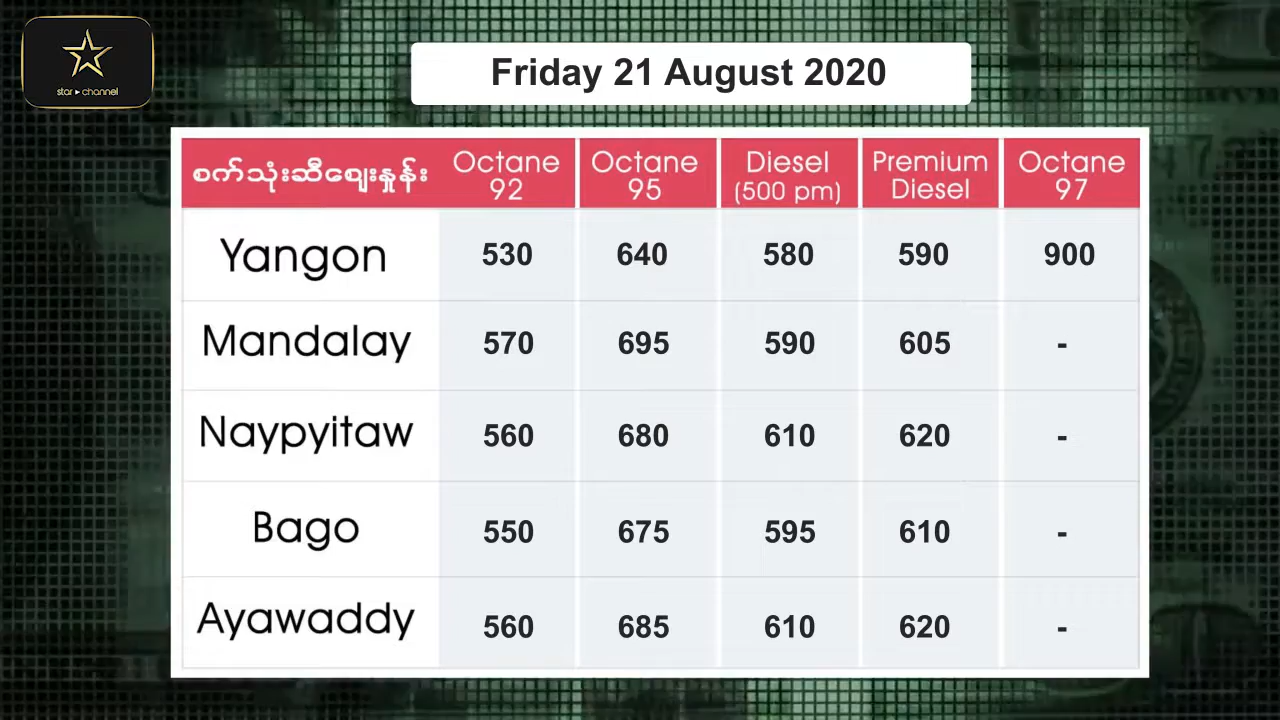 star channel
Friday 21 August 2020
စက်သုံးဆီစျေးနှုန်း Octane 92 Octane 95 Diesel (500 pm) Premium Diesel Octane 97
Yangon 530 640 580 590 900
Mandalay 570 695 590 605 -
Naypyitaw 560 680 610 620 -
Bago 550 675 595 610 -
Ayawaddy 560 685 610 620 -